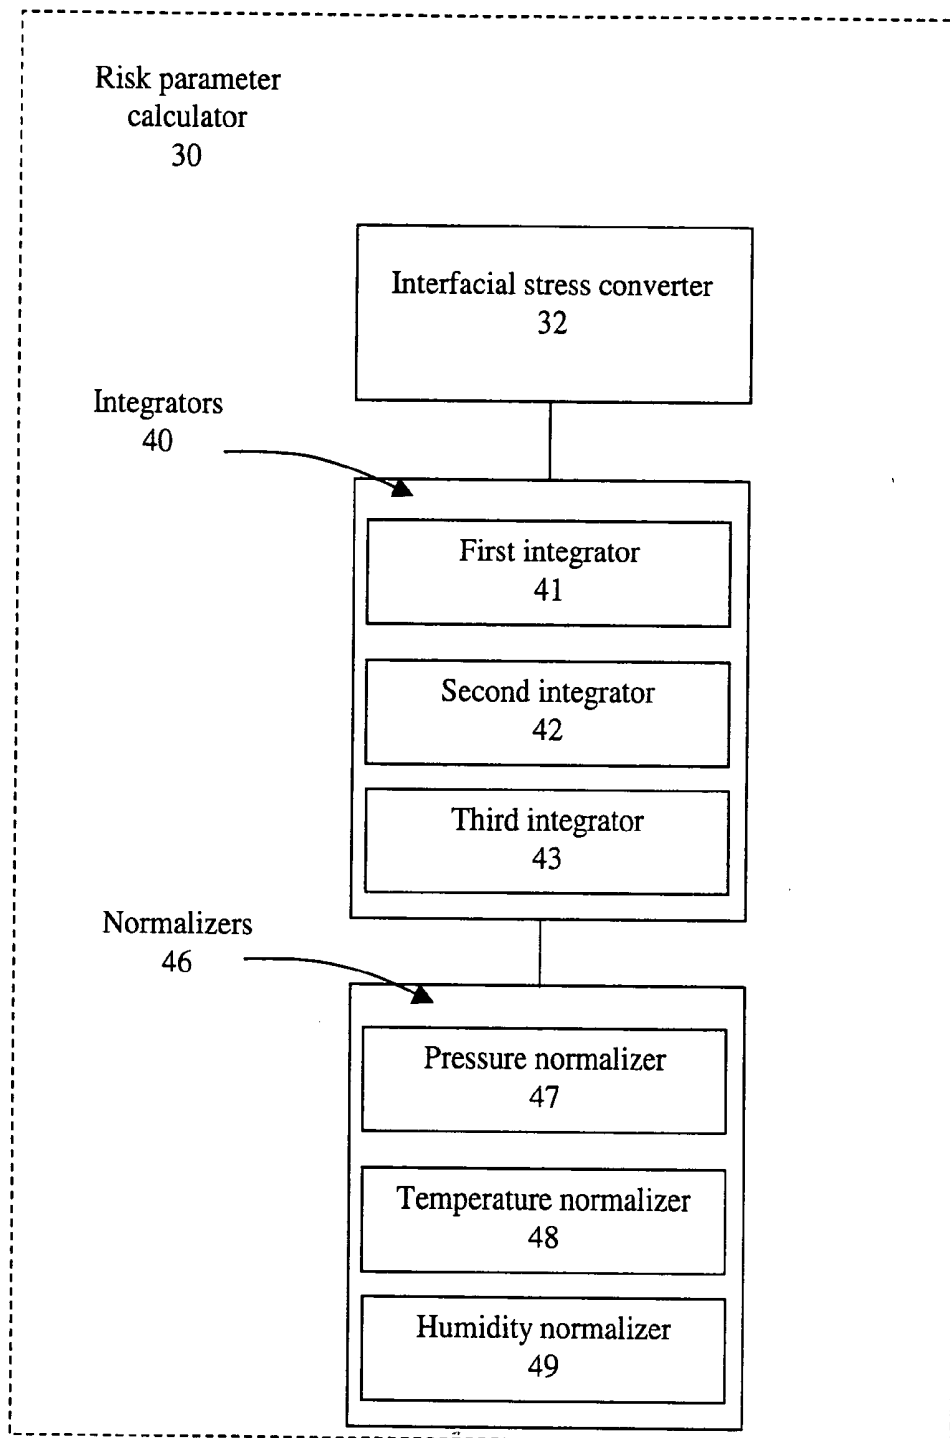 Risk parameter
calculator
30
Interfacial stress converter
32
Integrators
40
First integrator
41
Second integrator
42
Third integrator
43
Normalizers
46
Pressure normalizer
47
Temperature normalizer
48
Humidity normalizer
49